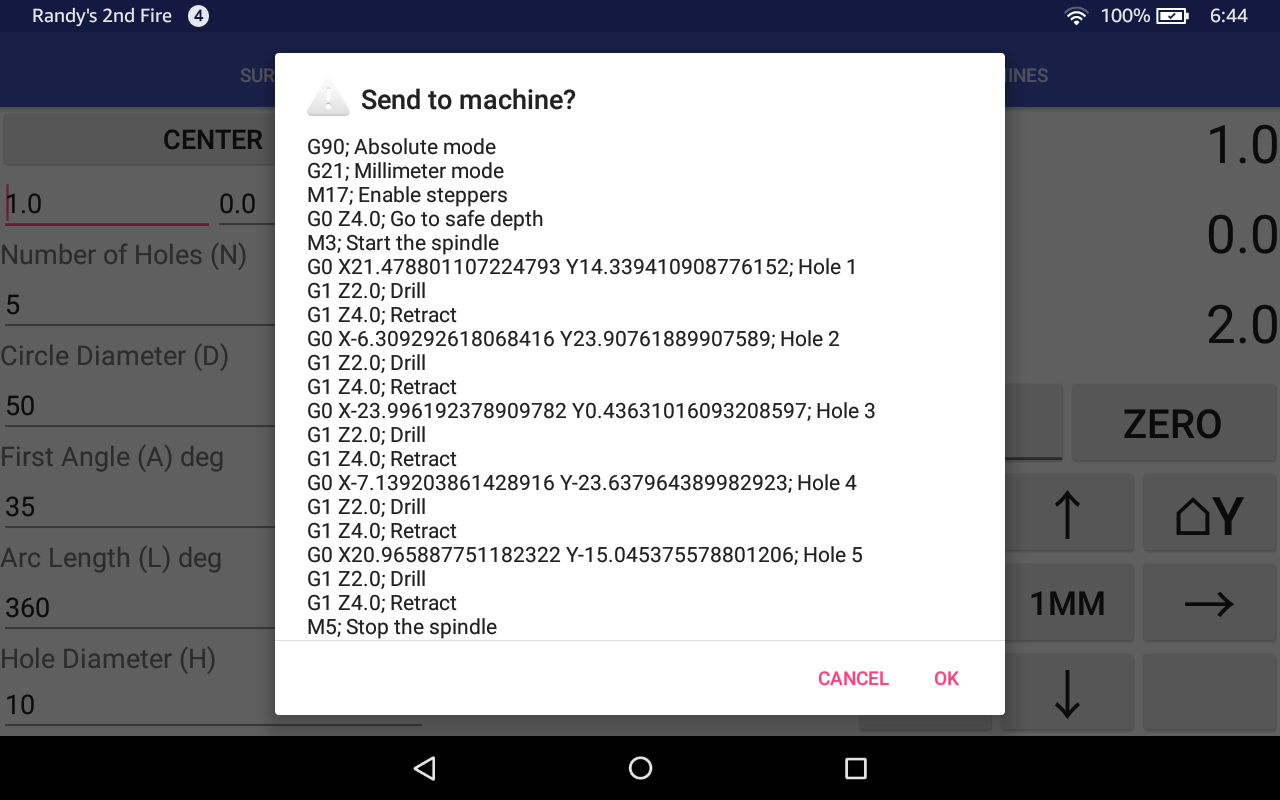 Randy's 2nd Fire 4 100% 6:44
SUR
INES
Send to machine?
G90; Absolute mode
G21; Millimeter mode
M17; Enable steppers
G0 Z4.0; Go to safe depth
M3; Start the spindle
G0 X21.478801107224793 Y14.339410908776152; Hole 1
G1 Z2.0; Drill
G1 Z4.0; Retract
G0 X-6.309292618068416 Y23.90761889907589; Hole 2
G1 Z2.0; Drill
G1 Z4.0; Retract
G0 X-23.996192378909782 Y0.43631016093208597; Hole 3
G1 Z2.0; Drill
G1 Z4.0; Retract
G0 X-7.139203861428916 Y-23.637964389982923; Hole 4
G1 Z2.0; Drill
G1 Z4.0; Retract
G0 X20.965887751182322 Y-15.045375578801206; Hole 5
G1 Z2.0; Drill
G1 Z4.0; Retract
M5; Stop the spindle
CANCEL OK
CENTER
1.0 0.0
Number of Holes (N)
5
Circle Diameter (D)
50
First Angle (A) deg
35
Arc Length (L) deg
360
Hole Diameter (H)
10
1.0
0.0
2.0
ZERO
↑ ⌂Y
1MM →
↓